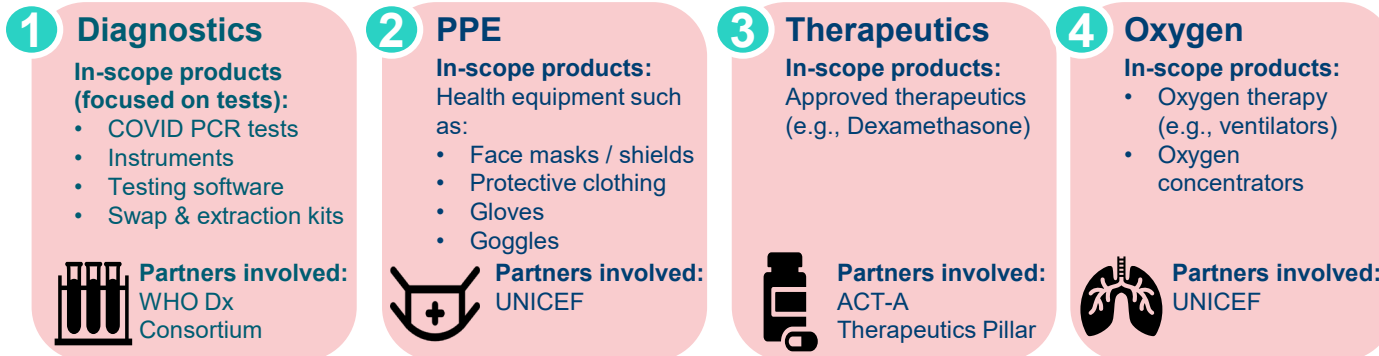 1 Diagnostics
In-scope products
(focused on tests):
• COVID PCR tests
• Instruments
• Testing software
• Swap & extraction kits
Partners involved:
WHO Dx
Consortium
2 PPE
In-scope products:
Health equipment such
as:
• Face masks / shields
• Protective clothing
• Gloves
• Goggles
Partners involved:
UNICEF
3 Therapeutics
In-scope products:
Approved therapeutics
(e.g., Dexamethasone)
Partners involved:
ACT-A
Therapeutics Pillar
4 Oxygen
In-scope products:
• Oxygen therapy
(e.g., ventilators)
• Oxygen
concentrators
Partners involved:
UNICEF